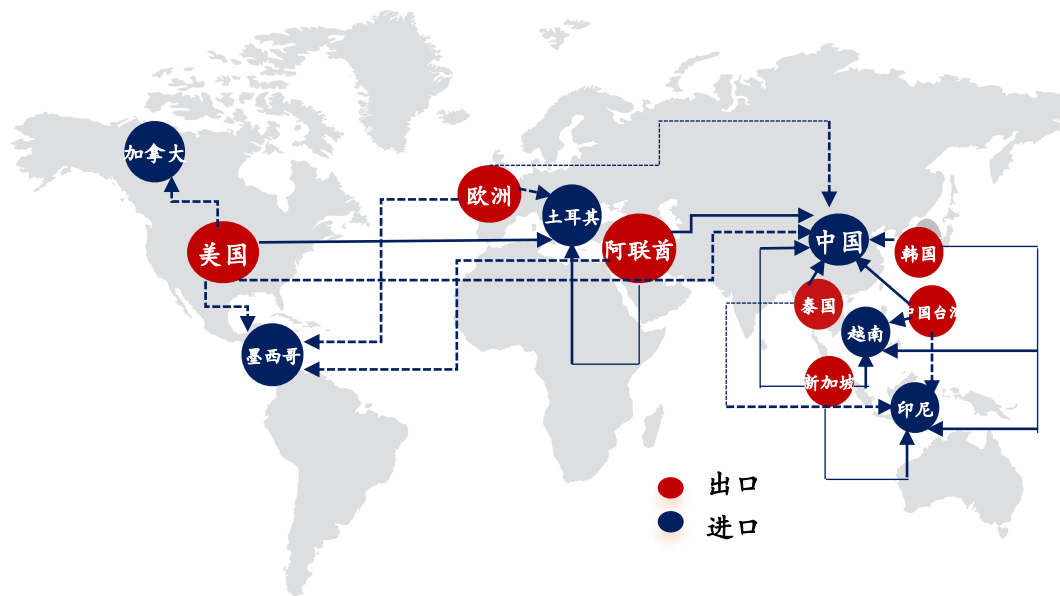 加拿大
欧洲
土耳其
美国
阿联酋
中国
韩国
泰国
中国台湾
越南
墨西哥
新加坡
印尼
出口
进口